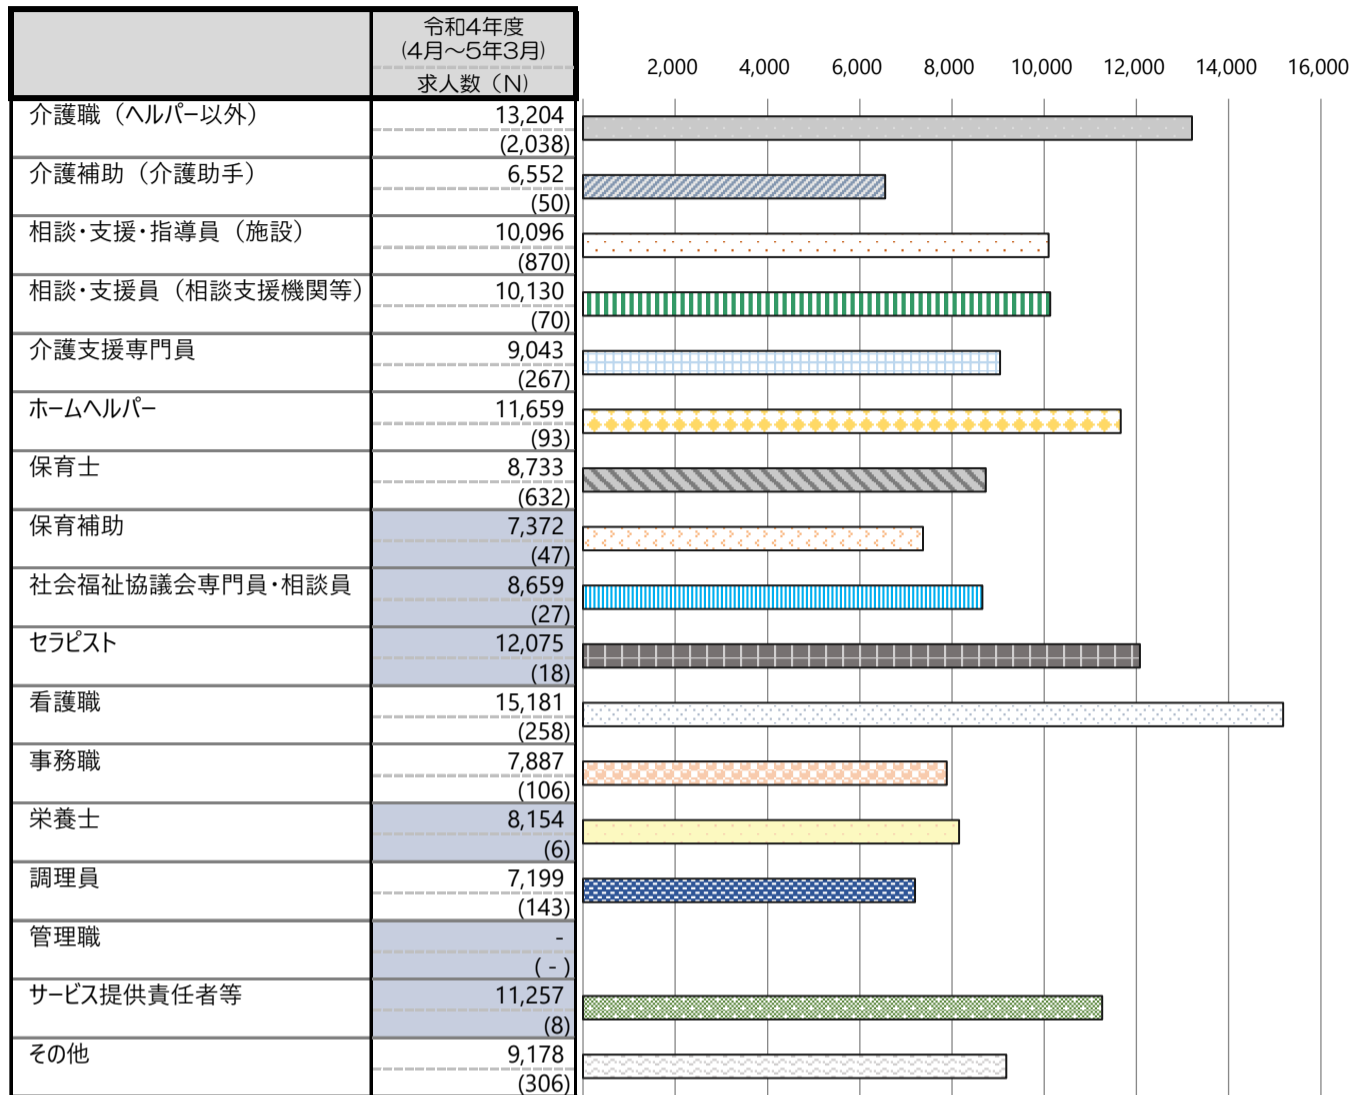 令和4年度
(4月～5年3月)
求人数（N）
2,000 4,000 6,000 8,000 10,000 12,000 14,000 16,000
介護職（ヘルパー以外） 13,204
(2,038)
介護補助（介護助手） 6,552
(50)
相談・支援・指導員（施設） 10,096
(870)
相談・支援員（相談支援機関等） 10,130
(70)
介護支援専門員 9,043
(267)
ホームヘルパー 11,659
(93)
保育士 8,733
(632)
保育補助 7,372
(47)
社会福祉協議会専門員・相談員 8,659
(27)
セラピスト 12,075
(18)
看護職 15,181
(258)
事務職 7,887
(106)
栄養士 8,154
(6)
調理員 7,199
(143)
管理職 -
( - )
サービス提供責任者等 11,257
(8)
その他 9,178
(306)